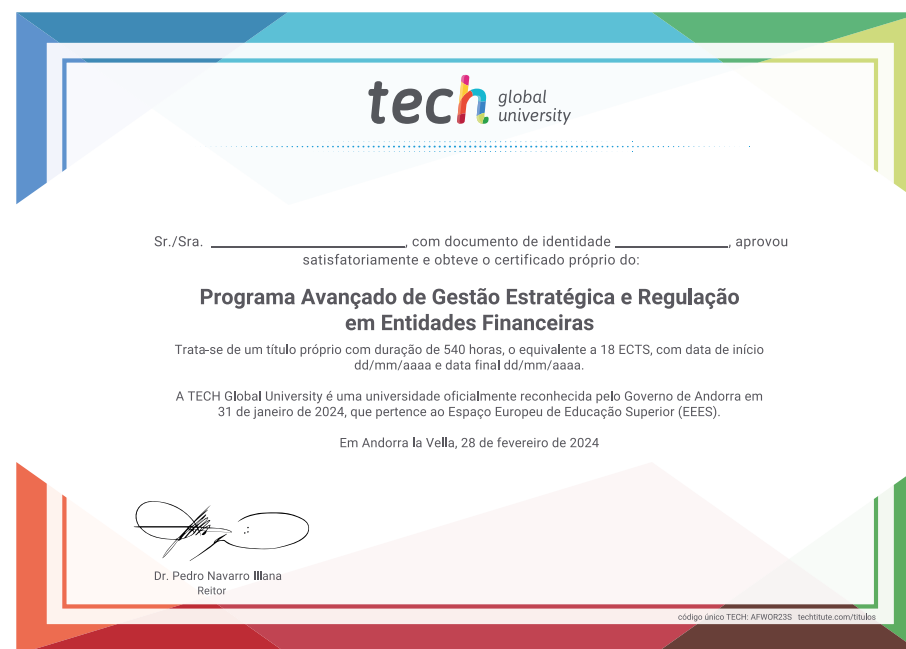 tech global university
Sr./Sra. ____________________, com documento de identidade ____________, aprovou
satisfatoriamente e obteve o certificado próprio do:
Programa Avançado de Gestão Estratégica e Regulação
em Entidades Financeiras
Trata-se de um título próprio com duração de 540 horas, o equivalente a 18 ECTS, com data de início
dd/mm/aaaa e data final dd/mm/aaaa.
A TECH Global University é uma universidade oficialmente reconhecida pelo Governo de Andorra em
31 de janeiro de 2024, que pertence ao Espaço Europeu de Educação Superior (EEES).
Em Andorra la Vella, 28 de fevereiro de 2024
Dr. Pedro Navarro Illana
Reitor
código único TECH: AFWOR23S techtitute.com/titulos